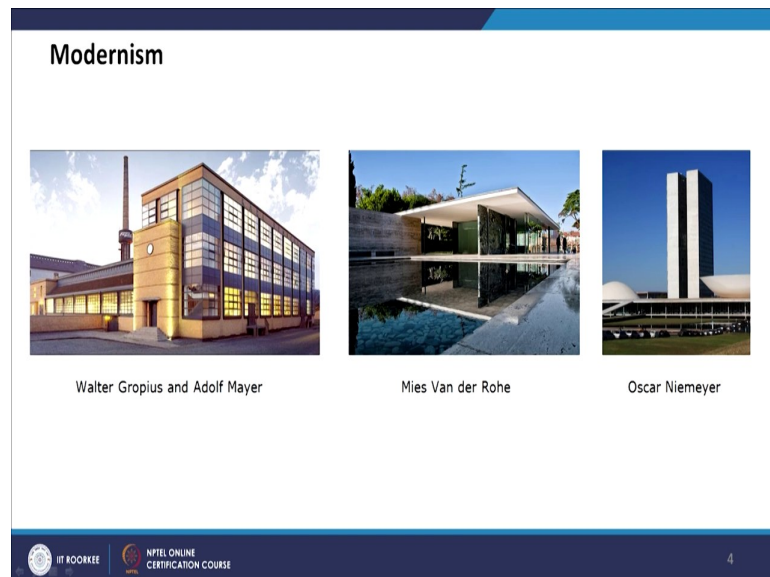 Modernism
Walter Gropius and Adolf Mayer
Mies Van der Rohe
Oscar Niemeyer
IIT ROORKEE
NPTEL ONLINE
CERTIFICATION COURSE
4